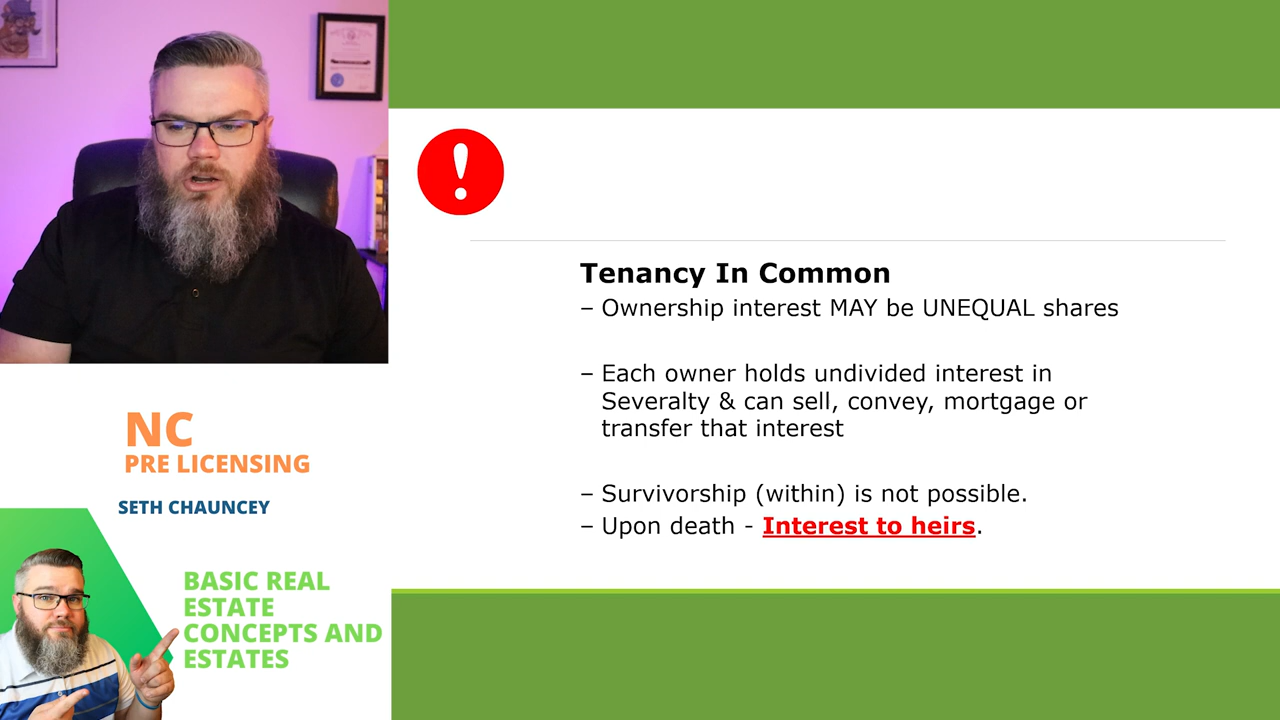 NC
PRE LICENSING
SETH CHAUNCEY
BASIC REAL
ESTATE
CONCEPTS AND
ESTATES
Tenancy In Common
– Ownership interest MAY be UNEQUAL shares
– Each owner holds undivided interest in
Severalty & can sell, convey, mortgage or
transfer that interest
– Survivorship (within) is not possible.
– Upon death - Interest to heirs.